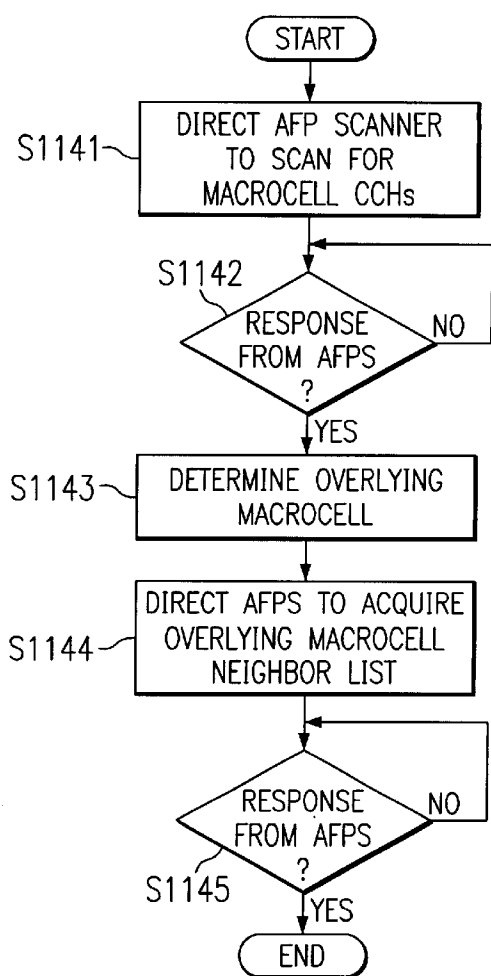 START
S1141
DIRECT AFP SCANNER
TO SCAN FOR
MACROCELL CCHs
S1142
RESPONSE
FROM AFPS
?
NO
YES
S1143
DETERMINE OVERLYING
MACROCELL
S1144
DIRECT AFPS TO ACQUIRE
OVERLYING MACROCELL
NEIGHBOR LIST
RESPONSE
FROM AFPS
?
NO
S1145
YES
END